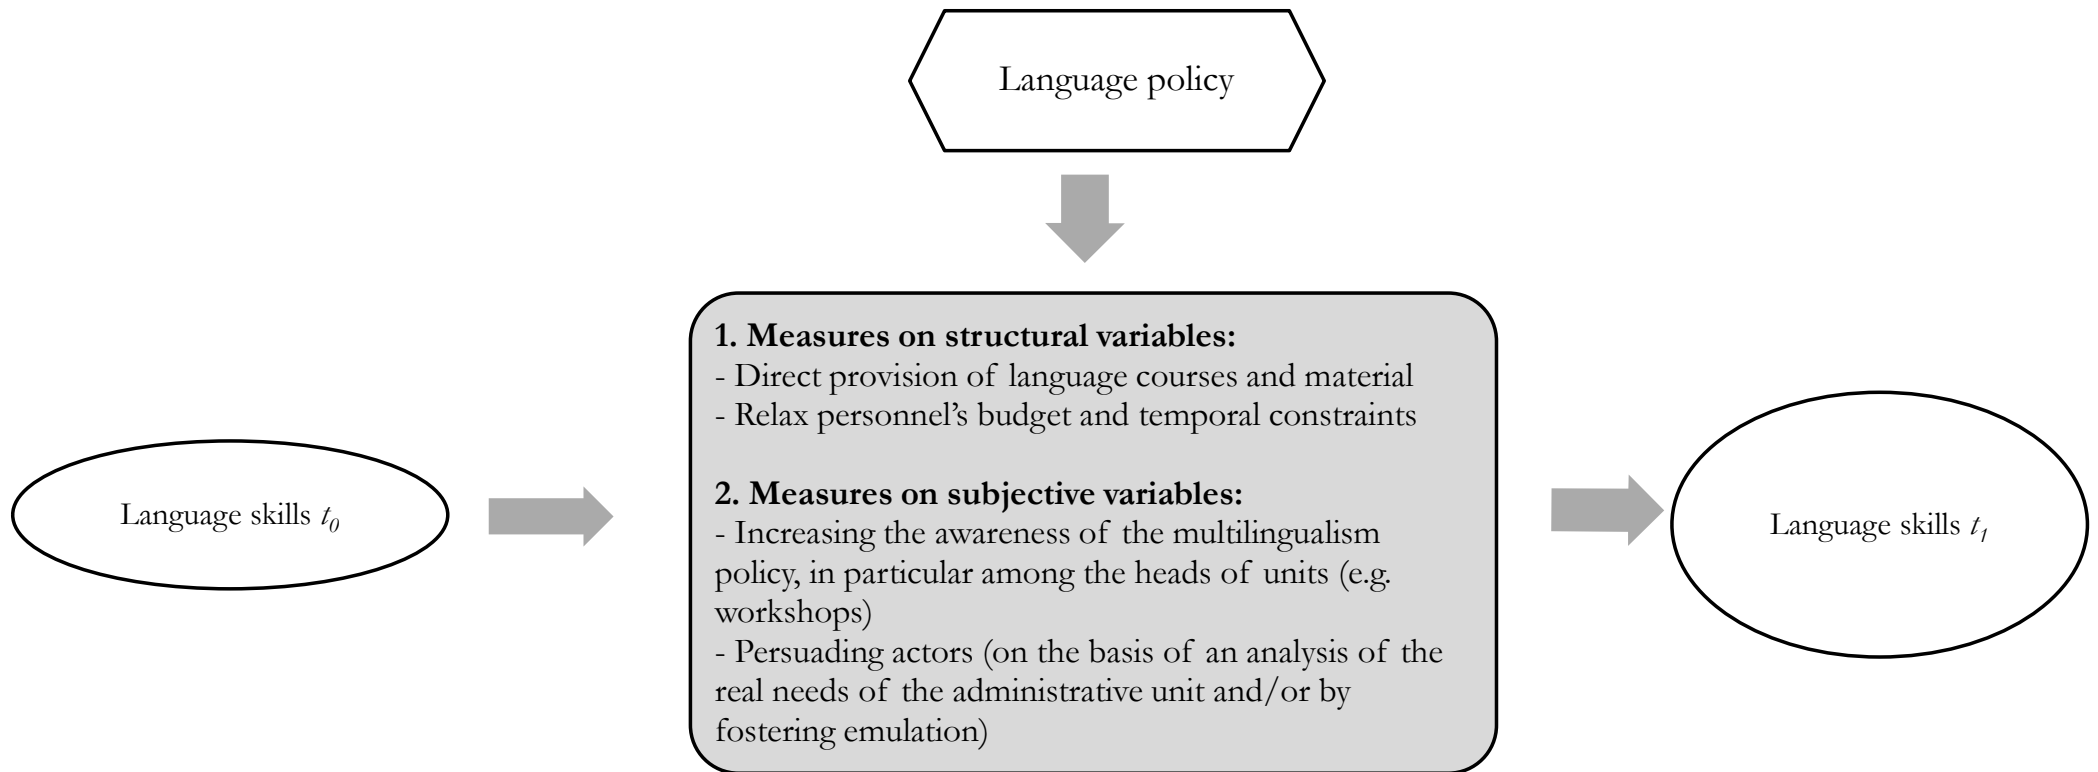 Language policy
1. Measures on structural variables:
- Direct provision of language courses and material
- Relax personnel’s budget and temporal constraints
2. Measures on subjective variables:
- Increasing the awareness of the multilingualism
policy, in particular among the heads of units (e.g.
workshops)
- Persuading actors (on the basis of an analysis of the
real needs of the administrative unit and/or by
fostering emulation)
Language skills t0
Language skills t1